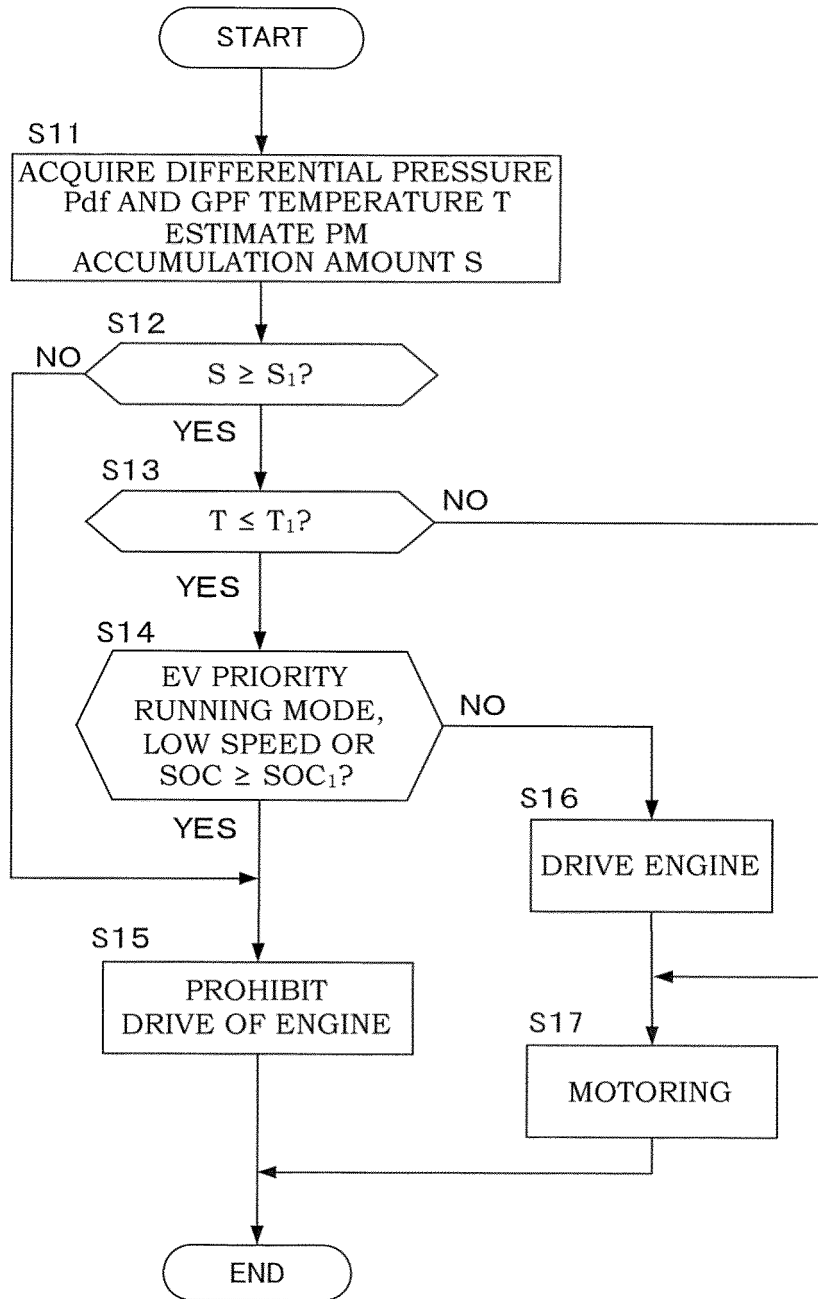 START
S11
ACQUIRE DIFFERENTIAL PRESSURE
Pdf AND GPF TEMPERATURE T
ESTIMATE PM
ACCUMULATION AMOUNT S
S12
NO
S ≥ S₁?
YES
S13
NO
T ≤ T₁?
YES
S14
EV PRIORITY
RUNNING MODE,
LOW SPEED OR
SOC ≥ SOC₁?
NO
YES
S16
DRIVE ENGINE
S15
PROHIBIT
DRIVE OF ENGINE
S17
MOTORING
END